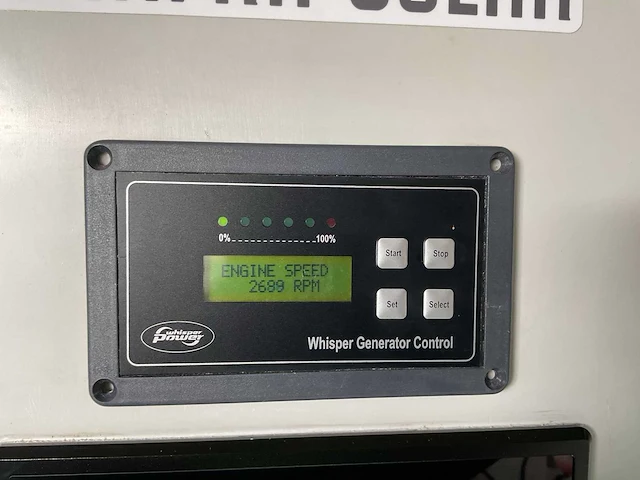 0%
100%
ENGINE SPEED
2689 RPM
Start
Stop
Set
Select
whisper
power
Whisper Generator Control